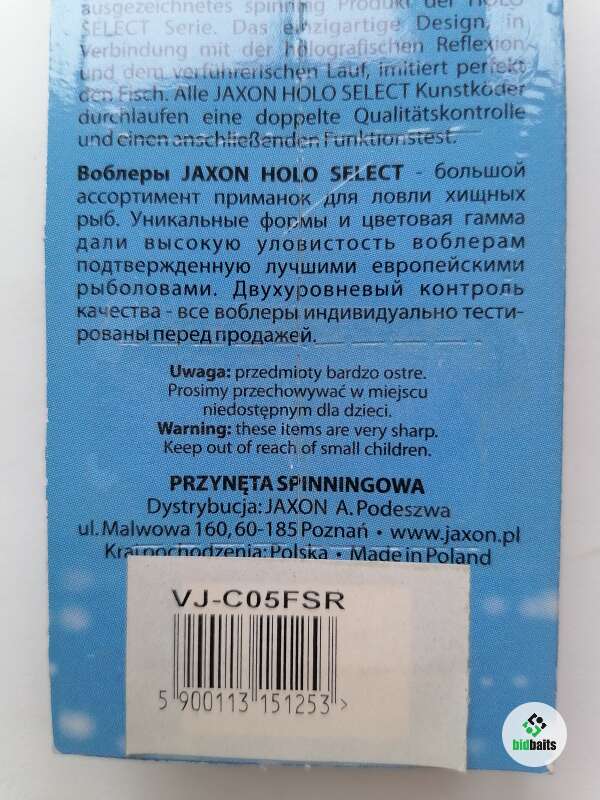 ausgezeichnetes spinning Produkt der HOLO
SELECT Serie. Das einzigartige Design, in
Verbindung mit der holografischen Reflexion
und dem verführerischen Lauf, imitiert perfekt
den Fisch. Alle JAXON HOLO SELECT Kunstköder
durchlaufen eine doppelte Qualitätskontrolle
und einen anschließenden Funktionstest.
Воблеры JAXON HOLO SELECT - большой
ассортимент приманок для ловли хищных
рыб. Уникальные формы и цветовая гамма
дали высокую уловистость воблерам
подтвержденную лучшими европейскими
рыболовами. Двухуровневый контроль
качества - все воблеры индивидуально тести-
рованы перед продажей.
Uwaga: przedmioty bardzo ostre.
Prosimy przechowywać w miejscu
niedostępnym dla dzieci.
Warning: these items are very sharp.
Keep out of reach of small children.
PRZYNĘTA SPINNINGOWA
Dystrybucja: JAXON A. Podeszwa
ul. Malwowa 160, 60-185 Poznań • www.jaxon.pl
Kraj pochodzenia: Polska • Made in Poland
VJ-C05FSR
5 900113 151253 >
bidbaits